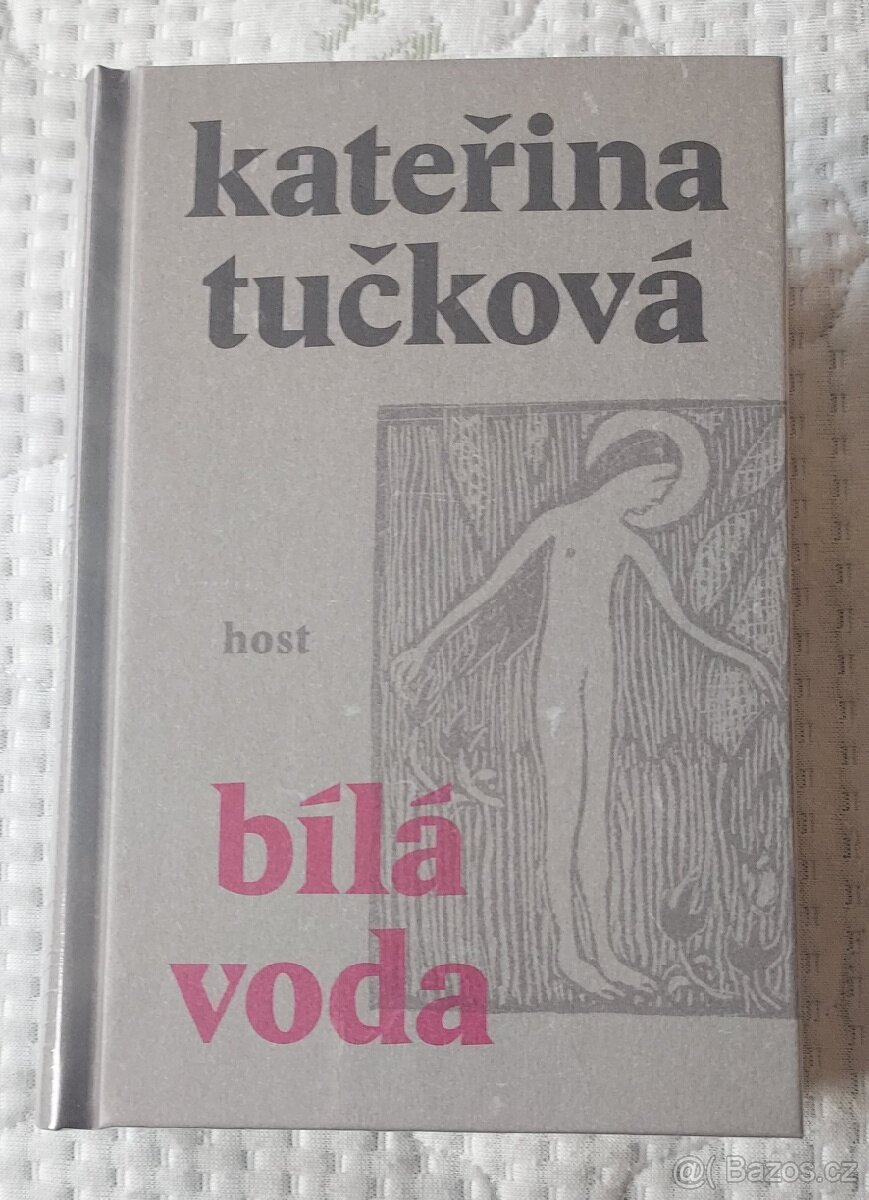 kateřina
tučková
host
bílá
voda
@( Bazos.cz